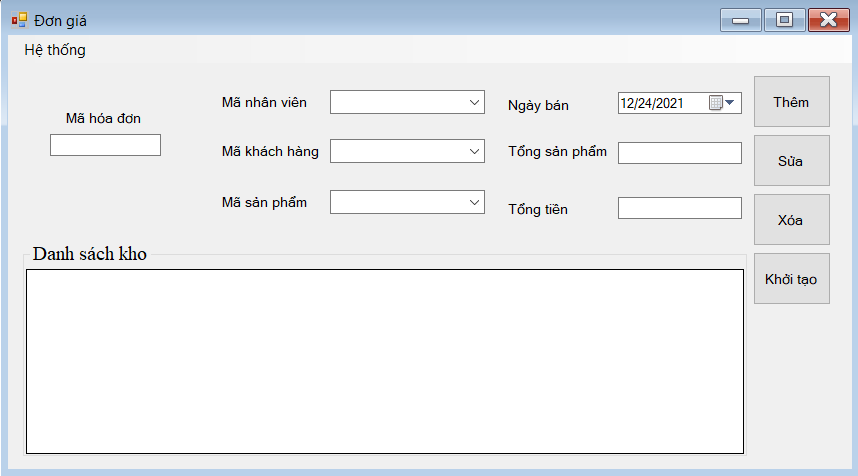 Đơn giá
Hệ thống
Mã hóa đơn
Mã nhân viên
Mã khách hàng
Mã sản phẩm
Ngày bán
12/24/2021
Tổng sản phẩm
Tổng tiền
Thêm
Sửa
Xóa
Khởi tạo
Danh sách kho